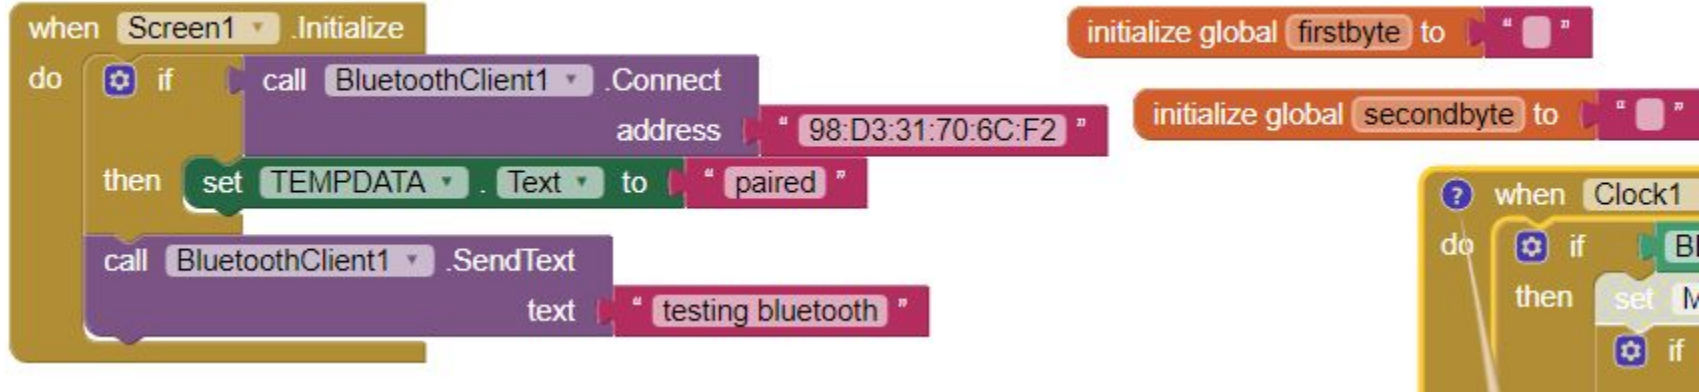 when Screen1 .Initialize
do if call BluetoothClient1 .Connect
address " 98:D3:31:70:6C:F2 "
then set TEMPDATA . Text to " paired "
call BluetoothClient1 .SendText
text " testing bluetooth "
initialize global firstbyte to " "
initialize global secondbyte to " "
? when Clock1
do if
then set
if